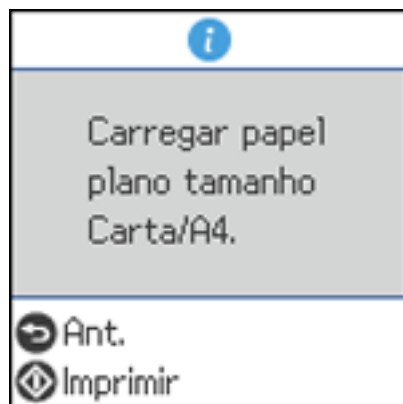 Carregar papel
plano tamanho
Carta/A4.
Ant.
Imprimir